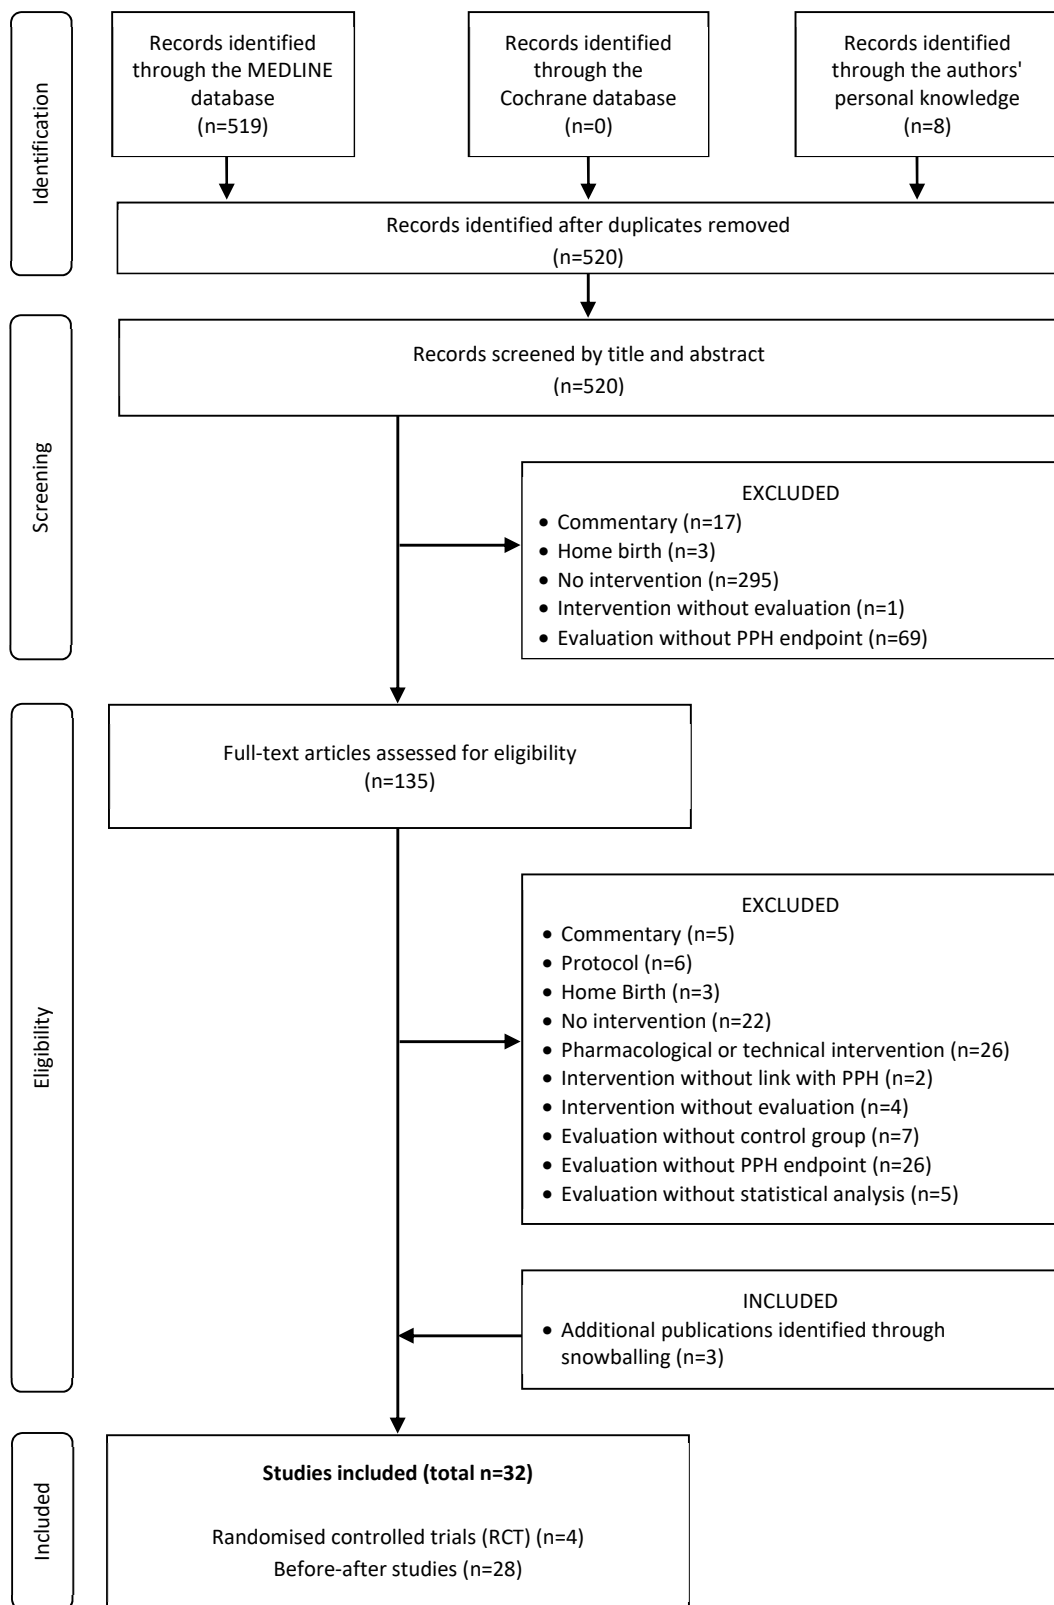 Identification
Records identified
through the MEDLINE
database
(n=519)
Records identified
through the
Cochrane database
(n=0)
Records identified
through the authors'
personal knowledge
(n=8)
Records identified after duplicates removed
(n=520)
Screening
Records screened by title and abstract
(n=520)
EXCLUDED
• Commentary (n=17)
• Home birth (n=3)
• No intervention (n=295)
• Intervention without evaluation (n=1)
• Evaluation without PPH endpoint (n=69)
Eligibility
Full-text articles assessed for eligibility
(n=135)
EXCLUDED
• Commentary (n=5)
• Protocol (n=6)
• Home Birth (n=3)
• No intervention (n=22)
• Pharmacological or technical intervention (n=26)
• Intervention without link with PPH (n=2)
• Intervention without evaluation (n=4)
• Evaluation without control group (n=7)
• Evaluation without PPH endpoint (n=26)
• Evaluation without statistical analysis (n=5)
INCLUDED
• Additional publications identified through
snowballing (n=3)
Included
Studies included (total n=32)
Randomised controlled trials (RCT) (n=4)
Before-after studies (n=28)